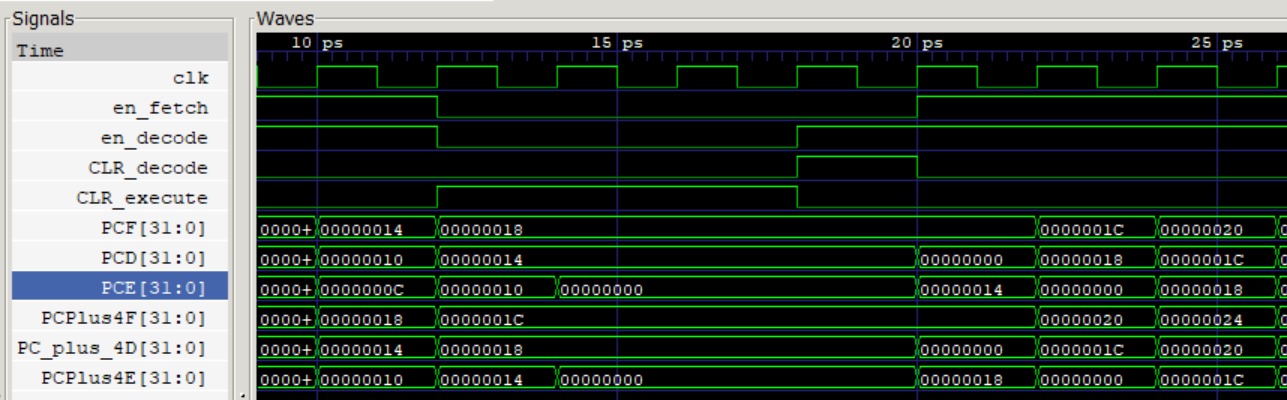 Signals
Waves
Time
10 ps 15 ps 20 ps 25 ps
clk
en_fetch
en_decode
CLR_decode
CLR_execute
PCF[31:0] 0000+ 00000014 00000018 0000001C 00000020
PCD[31:0] 0000+ 00000010 00000014 00000000 00000018 0000001C
PCE[31:0] 0000+ 0000000C 00000010 00000000 00000014 00000000 00000018
PCPlus4F[31:0] 0000+ 00000018 0000001C 00000020 00000024
PC_plus_4D[31:0] 0000+ 00000014 00000018 00000000 0000001C 00000020
PCPlus4E[31:0] 0000+ 00000010 00000014 00000000 00000018 00000000 0000001C